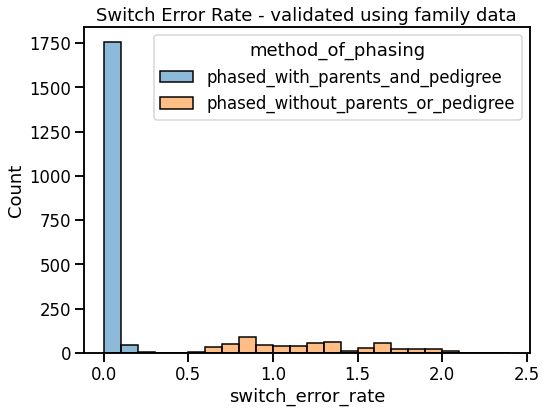 Switch Error Rate - validated using family data
method_of_phasing
phased_with_parents_and_pedigree
phased_without_parents_or_pedigree
Count
1750
1500
1250
1000
750
500
250
0
0.0 0.5 1.0 1.5 2.0 2.5
switch_error_rate